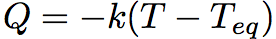 Q = −k(T − T_{eq})